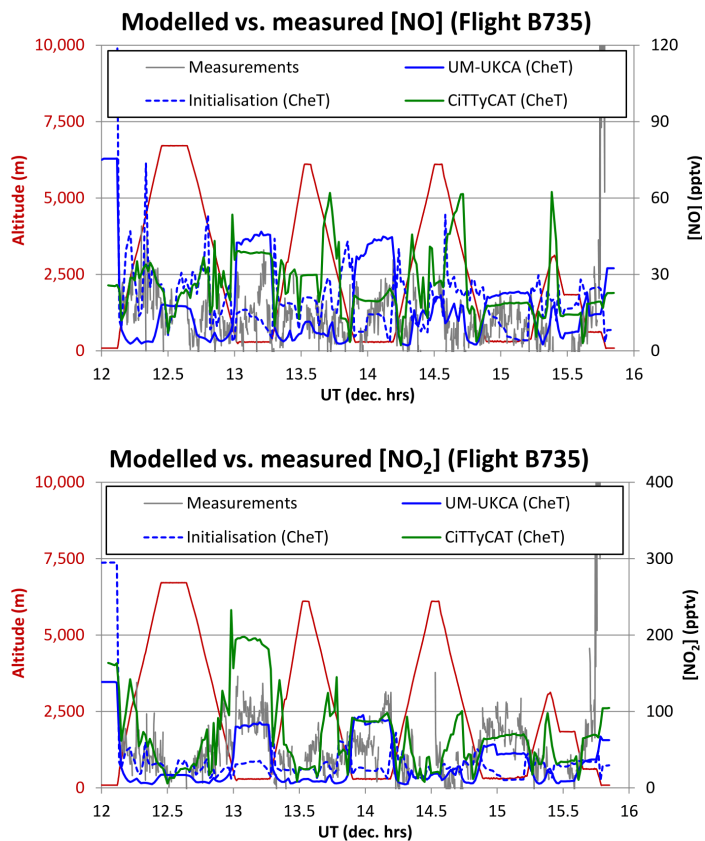 Modelled vs. measured [NO] (Flight B735)
10,000
7,500
5,000
2,500
0
Altitude (m)
Measurements
UM-UKCA (CheT)
Initialisation (CheT)
CiTTyCAT (CheT)
120
90
60
30
0
[NO] (pptv)
12 12.5 13 13.5 14 14.5 15 15.5 16
UT (dec. hrs)
Modelled vs. measured [NO₂] (Flight B735)
10,000
7,500
5,000
2,500
0
Altitude (m)
Measurements
UM-UKCA (CheT)
Initialisation (CheT)
CiTTyCAT (CheT)
400
300
200
100
0
[NO₂] (pptv)
12 12.5 13 13.5 14 14.5 15 15.5 16
UT (dec. hrs)